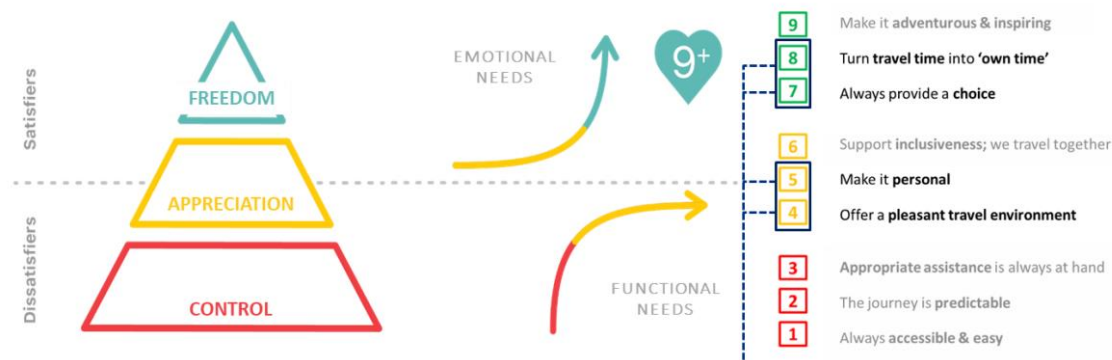 Satisfiers
Dissatisfiers
FREEDOM
APPRECIATION
CONTROL
EMOTIONAL
NEEDS
FUNCTIONAL
NEEDS
9+
9 Make it adventurous & inspiring
8 Turn travel time into ‘own time’
7 Always provide a choice
6 Support inclusiveness; we travel together
5 Make it personal
4 Offer a pleasant travel environment
3 Appropriate assistance is always at hand
2 The journey is predictable
1 Always accessible & easy